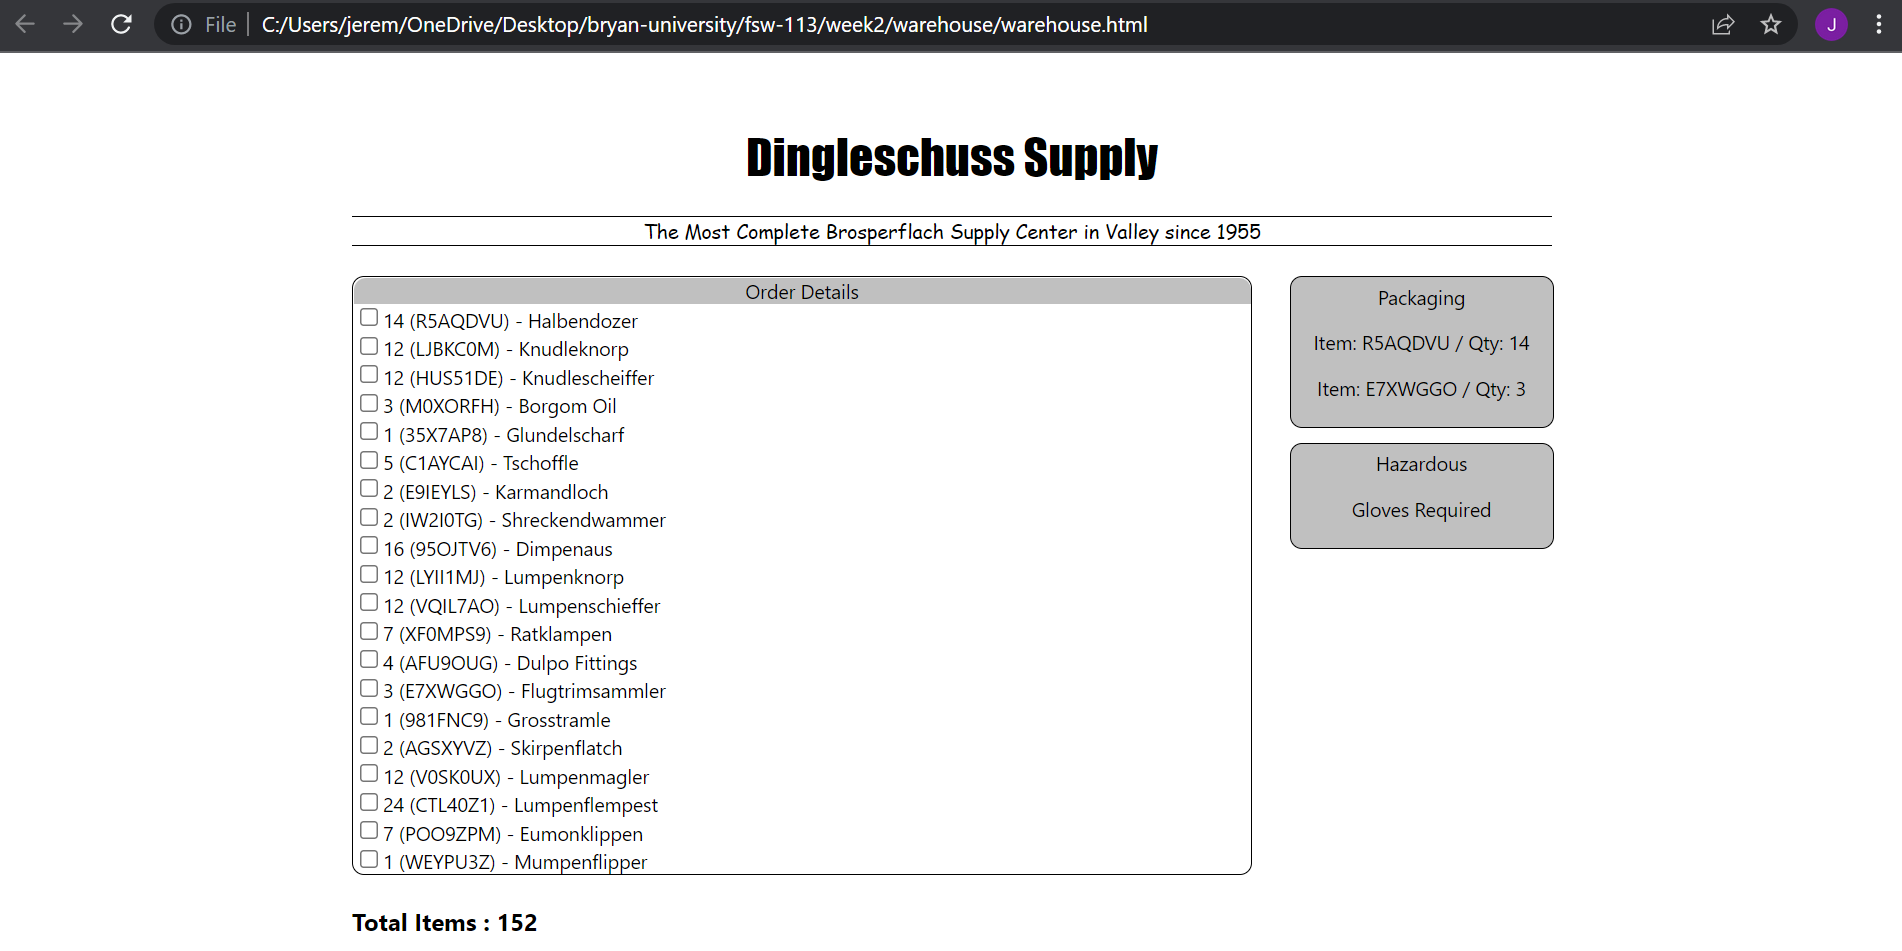 File C:/Users/jerem/OneDrive/Desktop/bryan-university/fsw-113/week2/warehouse/warehouse.html
J
Dingleschuss Supply
The Most Complete Brosperflach Supply Center in Valley since 1955
Order Details
14 (R5AQDVU) - Halbendozer
12 (LJBKC0M) - Knudleknorp
12 (HUS51DE) - Knudlescheiffer
3 (M0XORFH) - Borgom Oil
1 (35X7AP8) - Glundelscharf
5 (C1AYCAI) - Tschoffle
2 (E9IEYLS) - Karmandloch
2 (IW2I0TG) - Shreckendwammer
16 (95OJTV6) - Dimpenaus
12 (LYII1MJ) - Lumpenknorp
12 (VQIL7AO) - Lumpenschieffer
7 (XF0MPS9) - Ratklampen
4 (AFU9OUG) - Dulpo Fittings
3 (E7XWGGO) - Flugtrimsammler
1 (981FNC9) - Grosstramle
2 (AGSXYVZ) - Skirpenflatch
12 (V0SK0UX) - Lumpenmagler
24 (CTL40Z1) - Lumpenflempest
7 (POO9ZPM) - Eumonklippen
1 (WEYPU3Z) - Mumpenflipper
Total Items : 152
Packaging
Item: R5AQDVU / Qty: 14
Item: E7XWGGO / Qty: 3
Hazardous
Gloves Required